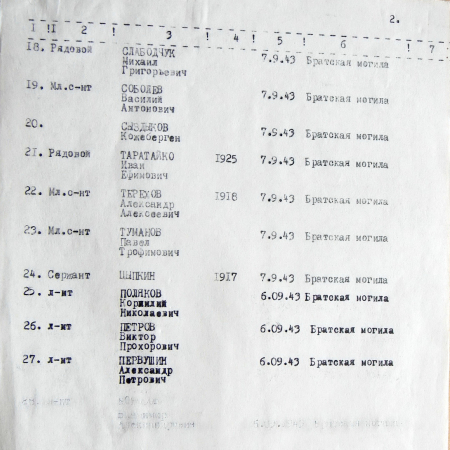 2.
I !II 2 ! 3 ! 4 ! 5 ! 6 ! 7
18. Рядовой СЛАБОДЧУК 7.9.43 Братская могила
Михаил
Григорьевич
19. Мл.с-нт СОБОЛЕВ 7.9.43 Братская могила
Василий
Антонович
20. СЫЗДЫКОВ 7.9.43 Братская могила
Кожеберген
21. Рядовой ТАРАТАЙКО 1925 7.9.43 Братская могила
Иван
Ефимович
22. Мл.с-нт ТЕРЕХОВ 1918 7.9.43 Братская могила
Александр
Алексеевич
23. Мл.с-нт ТУМАНОВ 7.9.43 Братская могила
Павел
Трофимович
24. Сержант ШЫПКИН 1917 7.9.43 Братская могила
25. л-нт ПОЛЯКОВ 6.09.43 Братская могила
Корнилий
Николаевич
26. л-нт ПЕТРОВ 6.09.43 Братская могила
Виктор
Прохорович
27. л-нт ПЕРВУШИН 6.09.43 Братская могила
Александр
Петрович